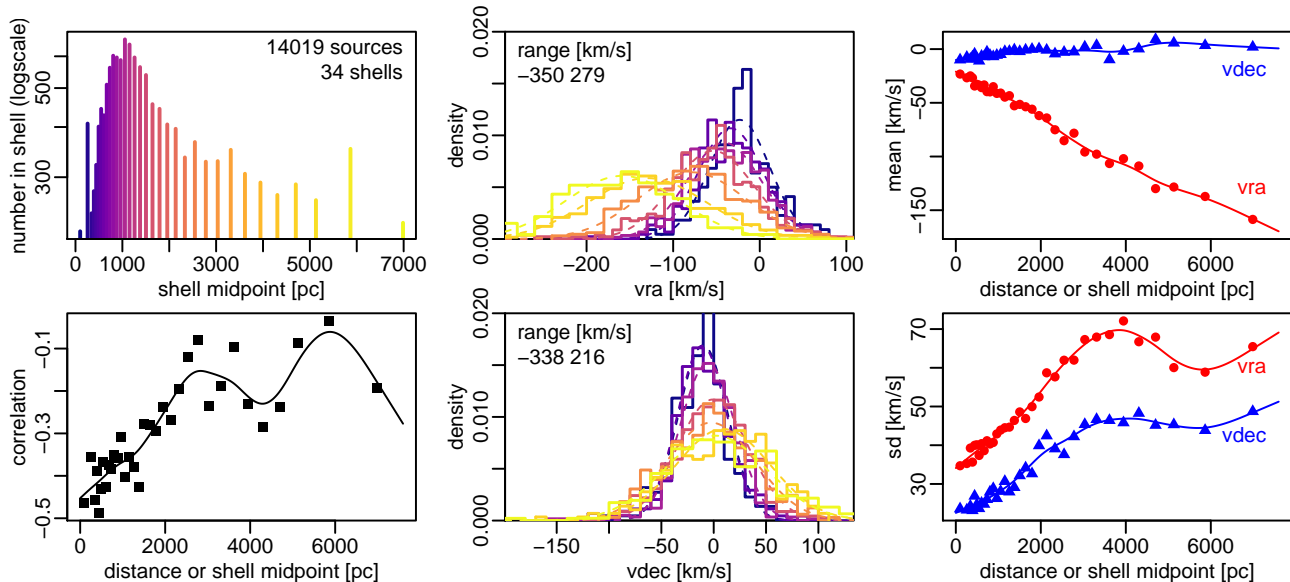 number in shell (logscale)
500
300
14019 sources
34 shells
0
1000
3000
5000
7000
shell midpoint [pc]
density
0.020
0.010
0.000
range [km/s]
−350 279
−200
−100
0
100
vra [km/s]
mean [km/s]
0
−50
−150
vdec
vra
0
2000
4000
6000
distance or shell midpoint [pc]
correlation
−0.1
−0.3
−0.5
0
2000
4000
6000
distance or shell midpoint [pc]
density
0.020
0.010
0.000
range [km/s]
−338 216
−150
−50
0
50
100
vdec [km/s]
sd [km/s]
70
50
30
vra
vdec
0
2000
4000
6000
distance or shell midpoint [pc]